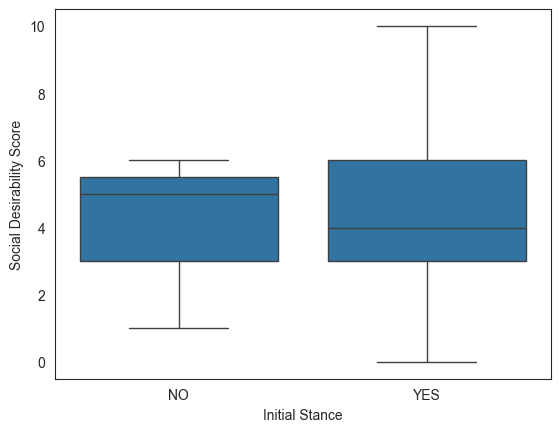 10
8
6
4
2
0
Social Desirability Score
NO
YES
Initial Stance